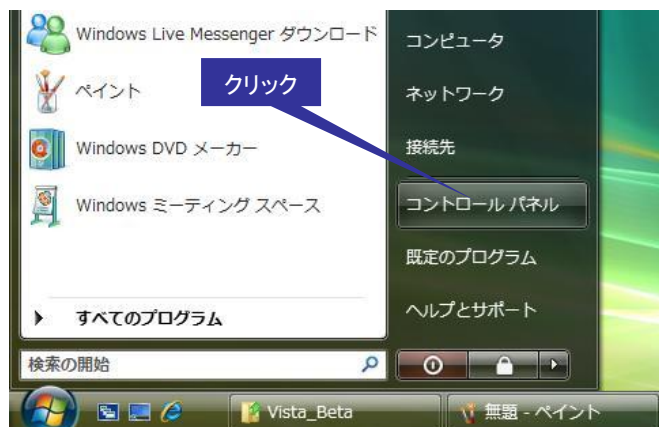 Windows Live Messenger ダウンロード
ペイント
Windows DVD メーカー
Windows ミーティング スペース
すべてのプログラム
検索の開始
クリック
コンピュータ
ネットワーク
接続先
コントロール パネル
既定のプログラム
ヘルプとサポート
Vista_Beta
無題 - ペイント